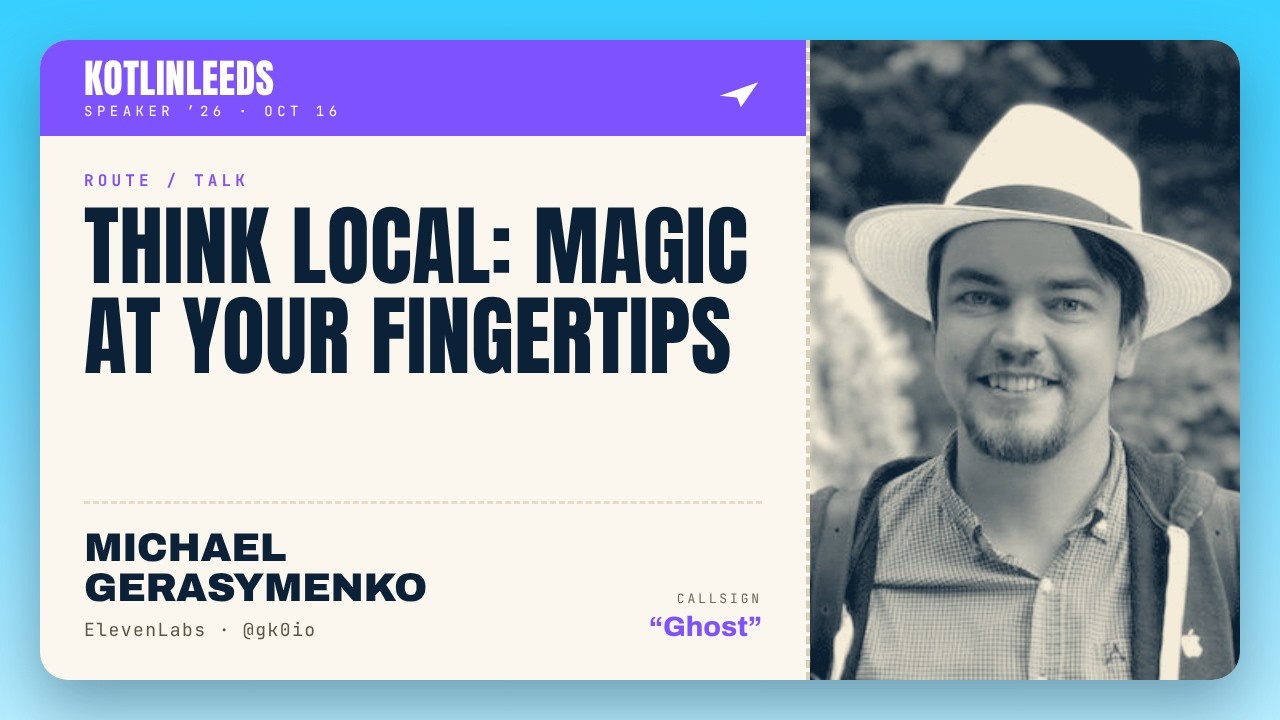 KOTLINLEEDS
SPEAKER ’26 · OCT 16
ROUTE / TALK
THINK LOCAL: MAGIC
AT YOUR FINGERTIPS
MICHAEL
GERASYMENKO
ElevenLabs · @gk0io
CALLSIGN
“Ghost”